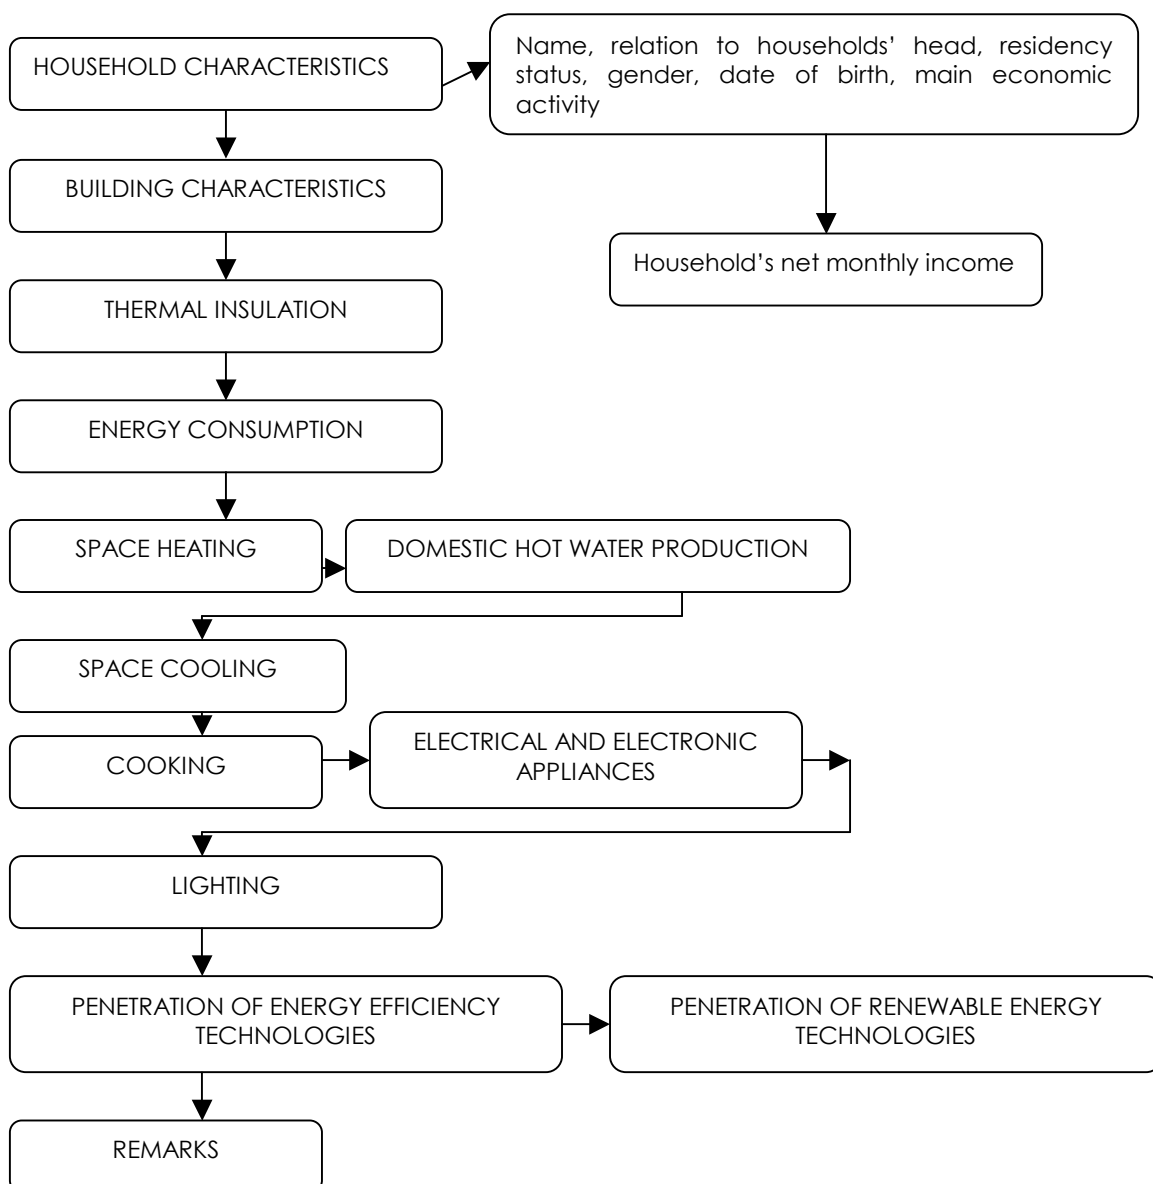 HOUSEHOLD CHARACTERISTICS
Name, relation to households’ head, residency
status, gender, date of birth, main economic
activity
BUILDING CHARACTERISTICS
Household’s net monthly income
THERMAL INSULATION
ENERGY CONSUMPTION
SPACE HEATING
DOMESTIC HOT WATER PRODUCTION
SPACE COOLING
COOKING
ELECTRICAL AND ELECTRONIC
APPLIANCES
LIGHTING
PENETRATION OF ENERGY EFFICIENCY
TECHNOLOGIES
PENETRATION OF RENEWABLE ENERGY
TECHNOLOGIES
REMARKS